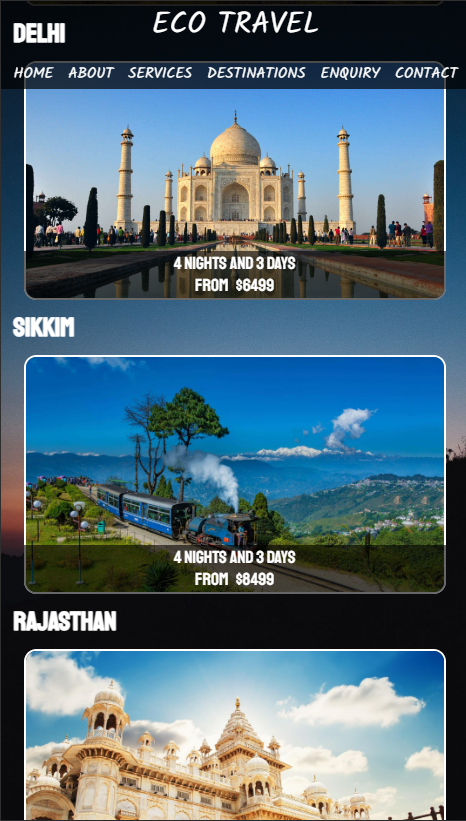 ECO TRAVEL
DELHI
HOME ABOUT SERVICES DESTINATIONS ENQUIRY CONTACT
4 NIGHTS AND 3 DAYS
FROM $6499
SIKKIM
4 NIGHTS AND 3 DAYS
FROM $8499
RAJASTHAN